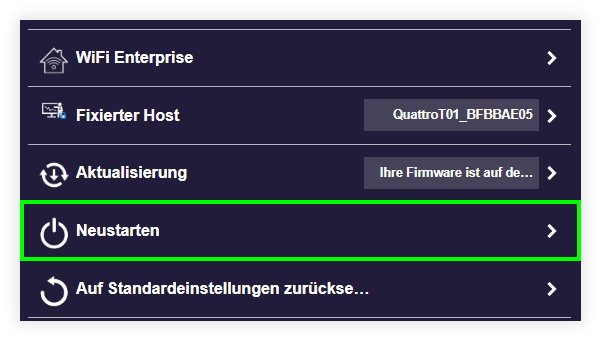 WiFi Enterprise
Fixierter Host QuattroT01_BFBBAE05
Aktualisierung Ihre Firmware ist auf de…
Neustarten
Auf Standardeinstellungen zurückse…